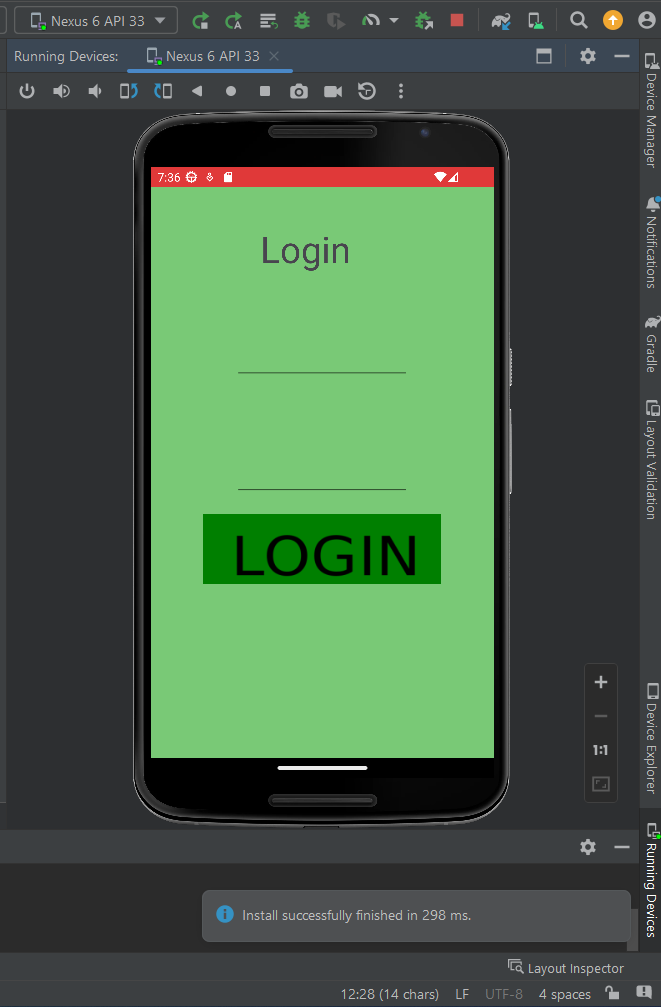 Nexus 6 API 33
Running Devices:
Nexus 6 API 33
7:36
Login
LOGIN
1:1
Device Manager
Notifications
Gradle
Layout Validation
Device Explorer
Running Devices
Install successfully finished in 298 ms.
Layout Inspector
12:28 (14 chars) LF UTF-8 4 spaces